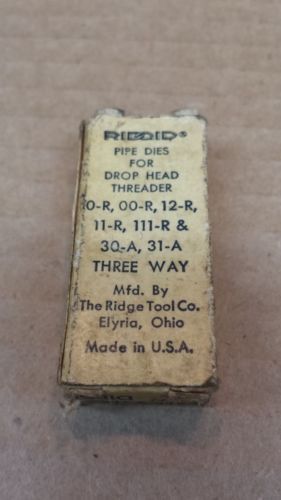 RIDGID®
PIPE DIES
FOR
DROP HEAD
THREADER
0-R, 00-R, 12-R,
11-R, 111-R &
30-A, 31-A
THREE WAY
Mfd. By
The Ridge Tool Co.
Elyria, Ohio
Made in U.S.A.